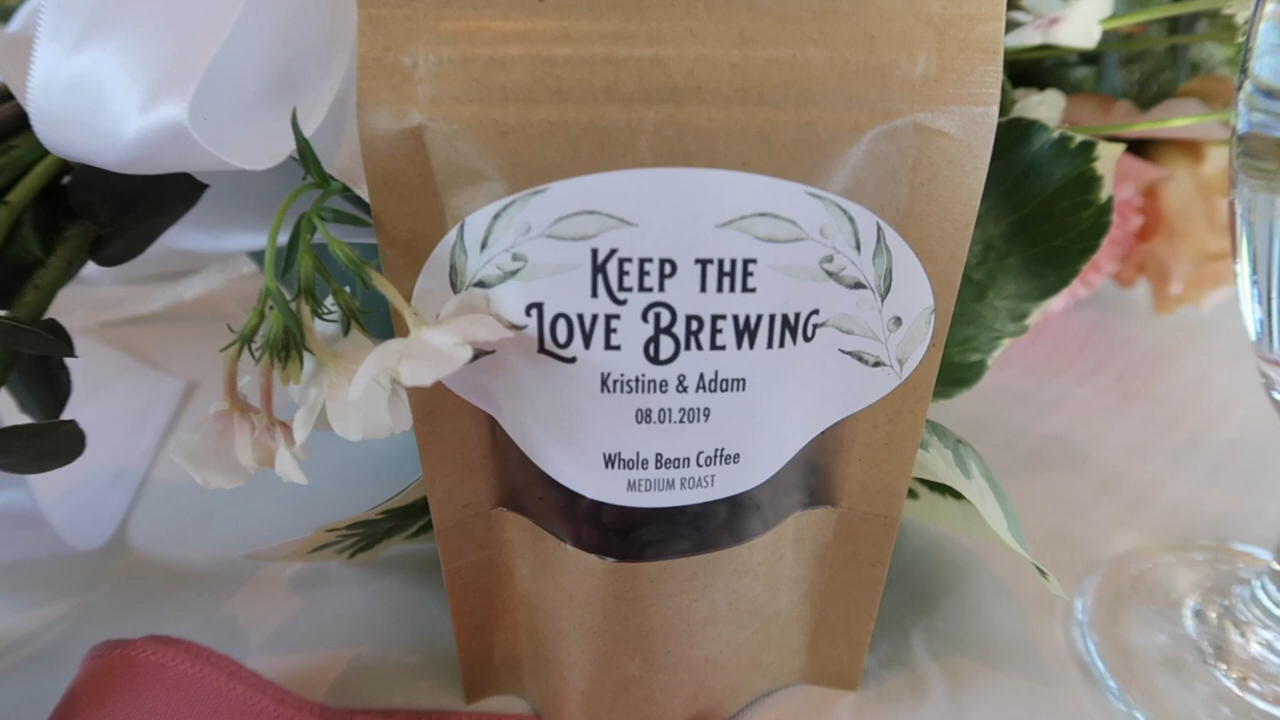 Keep the
Love Brewing
Kristine & Adam
08.01.2019
Whole Bean Coffee
MEDIUM ROAST